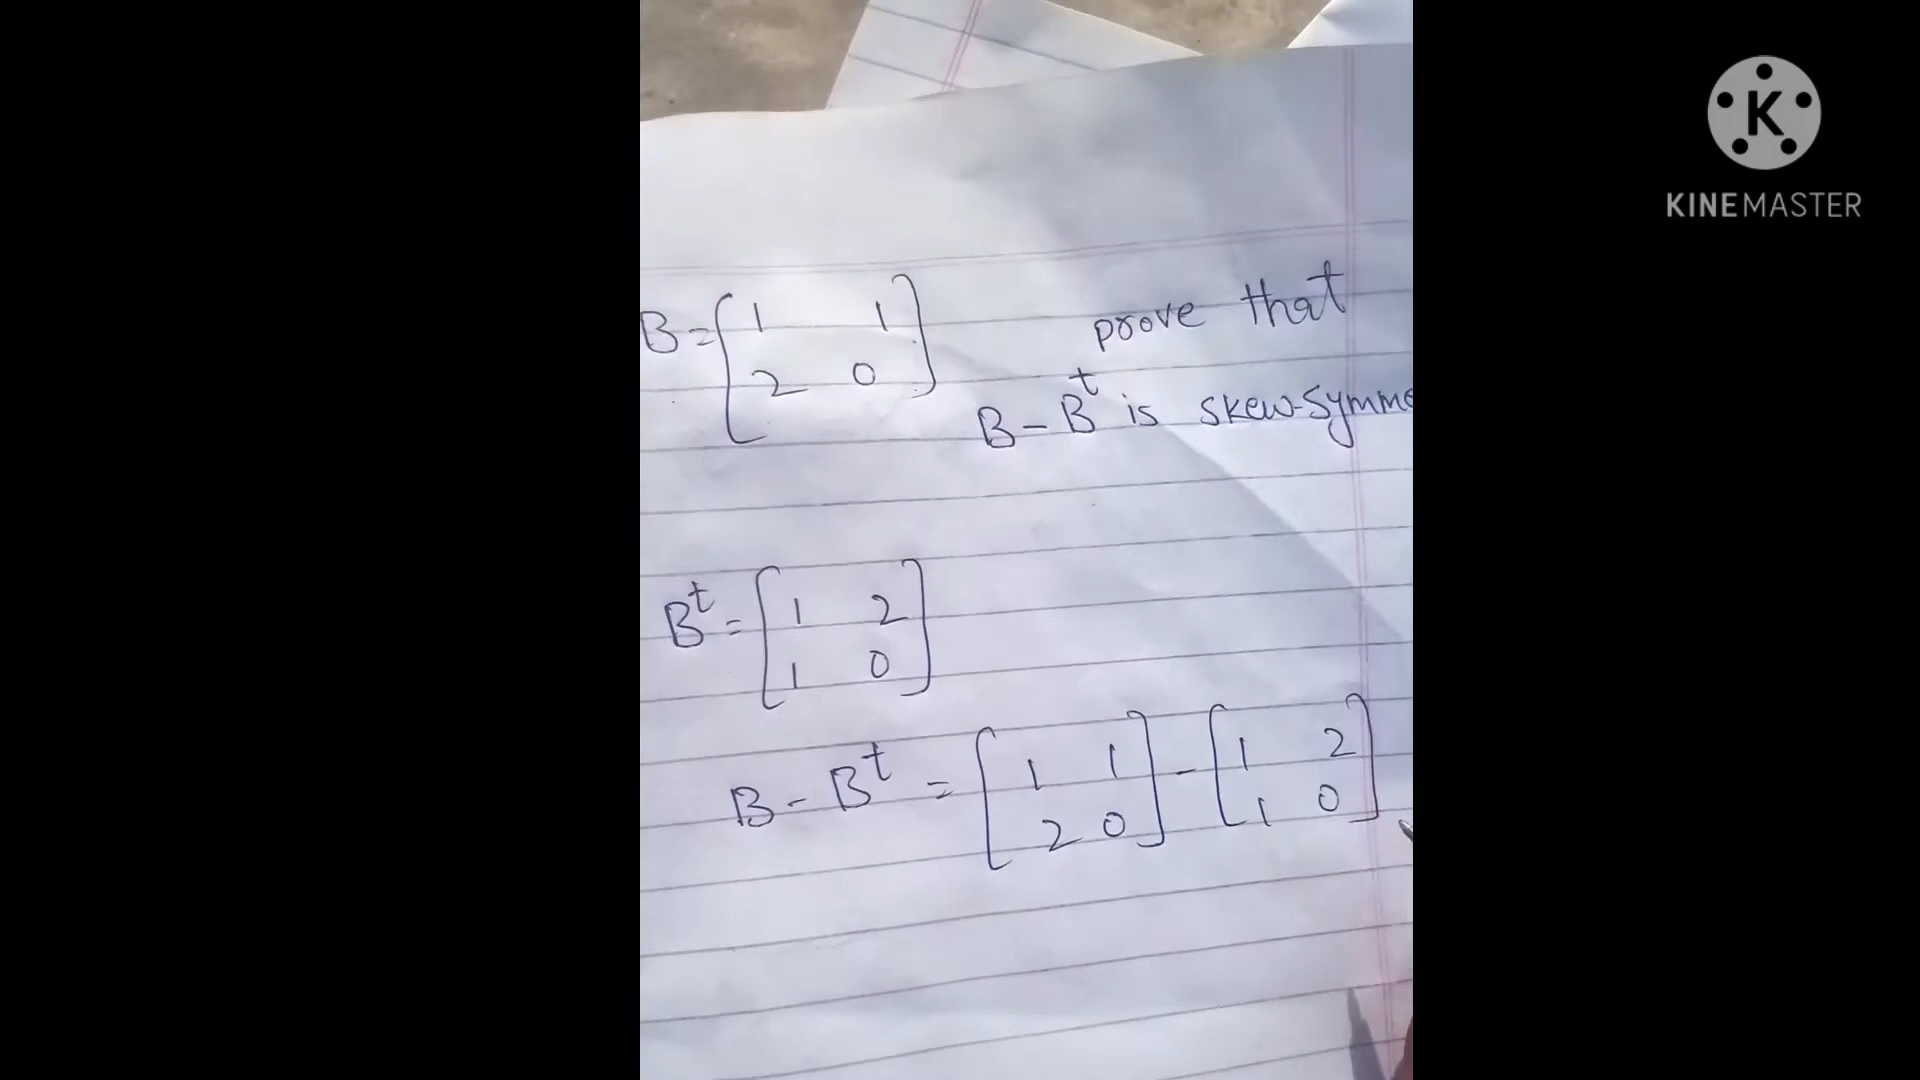 B = [ 1 1
2 0 ]
prove that
B - B^t is skew-symme
B^t = [ 1 2
1 0 ]
B - B^t = [ 1 1
2 0 ] - [ 1 2
1 0 ]
K
KINEMASTER